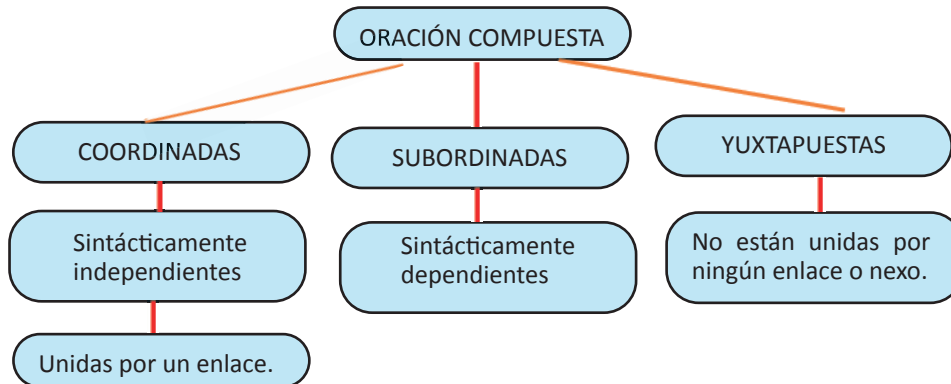 ORACIÓN COMPUESTA
COORDINADAS
SUBORDINADAS
YUXTAPUESTAS
Sintácticamente
independientes
Sintácticamente
dependientes
No están unidas por
ningún enlace o nexo.
Unidas por un enlace.